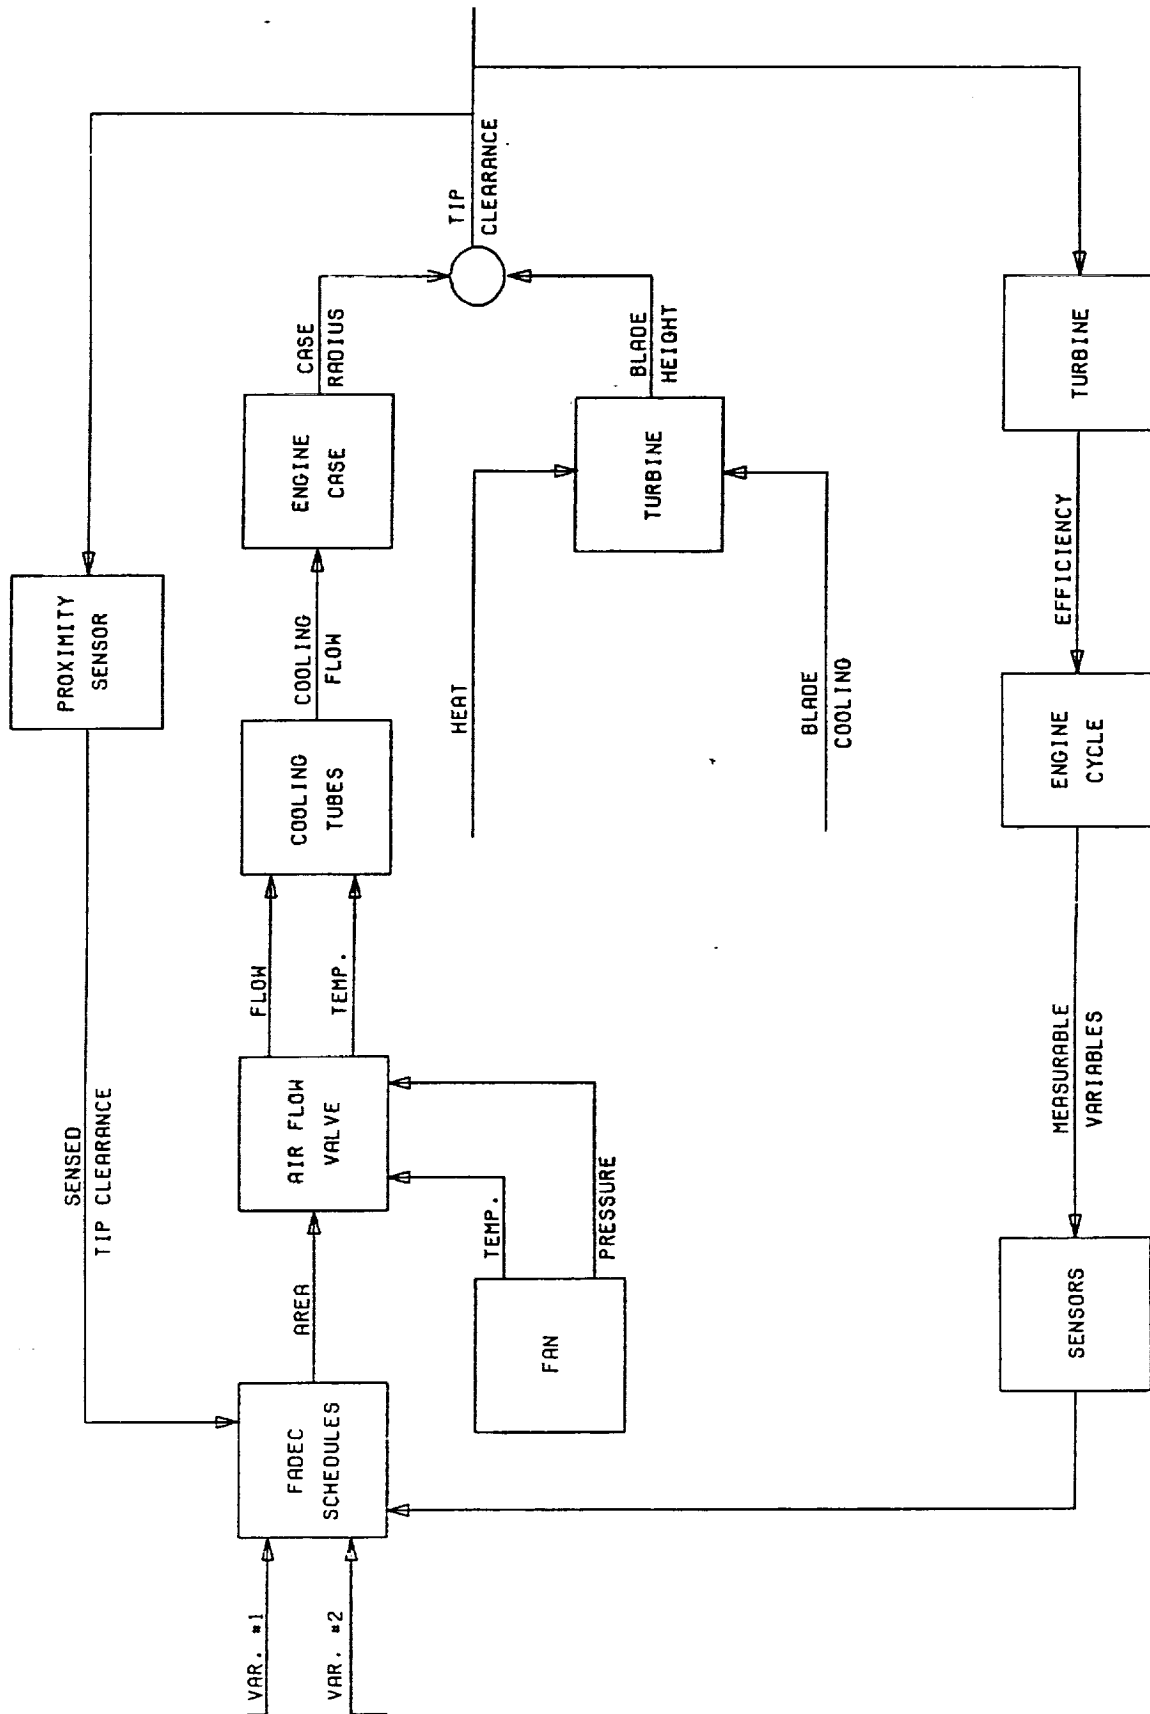 PROXIMITY
SENSOR
SENSED
TIP CLEARANCE
VAR. #1
VAR. #2
FADEC
SCHEDULES
AREA
AIR FLOW
VALVE
FLOW
TEMP.
COOLING
TUBES
COOLING
FLOW
ENGINE
CASE
CASE
RADIUS
TIP
CLEARANCE
FAN
TEMP.
PRESSURE
HEAT
BLADE
COOLING
TURBINE
BLADE
HEIGHT
SENSORS
MEASURABLE
VARIABLES
ENGINE
CYCLE
EFFICIENCY
TURBINE